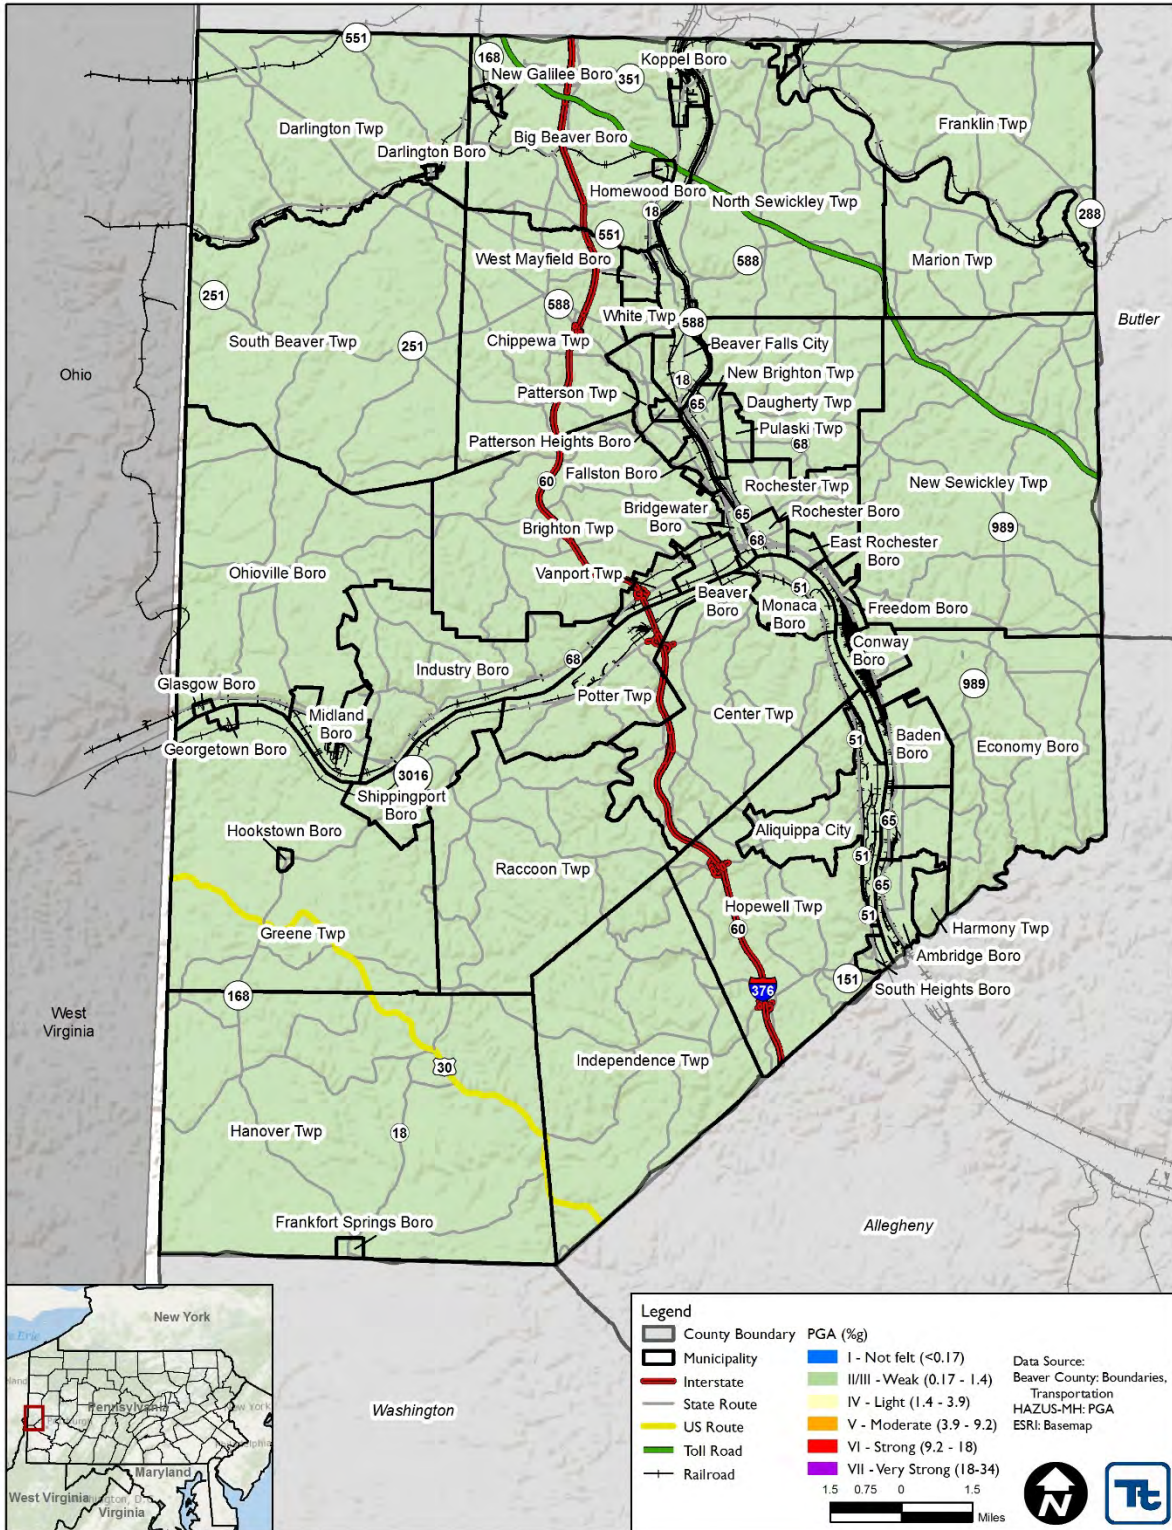 551
168
New Galilee Boro
351
Koppel Boro
Darlington Twp
Big Beaver Boro
Franklin Twp
Darlington Boro
Homewood Boro
North Sewickley Twp
18
288
551
West Mayfield Boro
588
Marion Twp
251
588
White Twp
588
Butler
South Beaver Twp
251
Chippewa Twp
Beaver Falls City
Ohio
New Brighton Twp
18
Patterson Twp
65
Daugherty Twp
Pulaski Twp
Patterson Heights Boro
68
Fallston Boro
60
Rochester Twp
New Sewickley Twp
Bridgewater
Boro
65
Rochester Boro
989
Brighton Twp
68
East Rochester
Boro
Ohioville Boro
Vanport Twp
Beaver
Boro
51
Monaca
Boro
Freedom Boro
Conway
Boro
Industry Boro
68
Glasgow Boro
Potter Twp
989
Midland
Boro
Center Twp
Georgetown Boro
51
Baden
Boro
Economy Boro
3016
Shippingport
Boro
Hookstown Boro
Aliquippa City
65
51
Raccoon Twp
65
Hopewell Twp
51
Greene Twp
60
Harmony Twp
Ambridge Boro
151
South Heights Boro
168
376
West
Virginia
Independence Twp
30
Hanover Twp
18
Frankfort Springs Boro
Allegheny
Washington
New York
Pennsylvania
Maryland
West Virginia
Virginia
Legend
County Boundary
Municipality
Interstate
State Route
US Route
Toll Road
Railroad
PGA (%g)
I - Not felt (<0.17)
II/III - Weak (0.17 - 1.4)
IV - Light (1.4 - 3.9)
V - Moderate (3.9 - 9.2)
VI - Strong (9.2 - 18)
VII - Very Strong (18-34)
Data Source:
Beaver County: Boundaries,
Transportation
HAZUS-MH: PGA
ESRI: Basemap
1.5 0.75 0 1.5
Miles
N
Tt